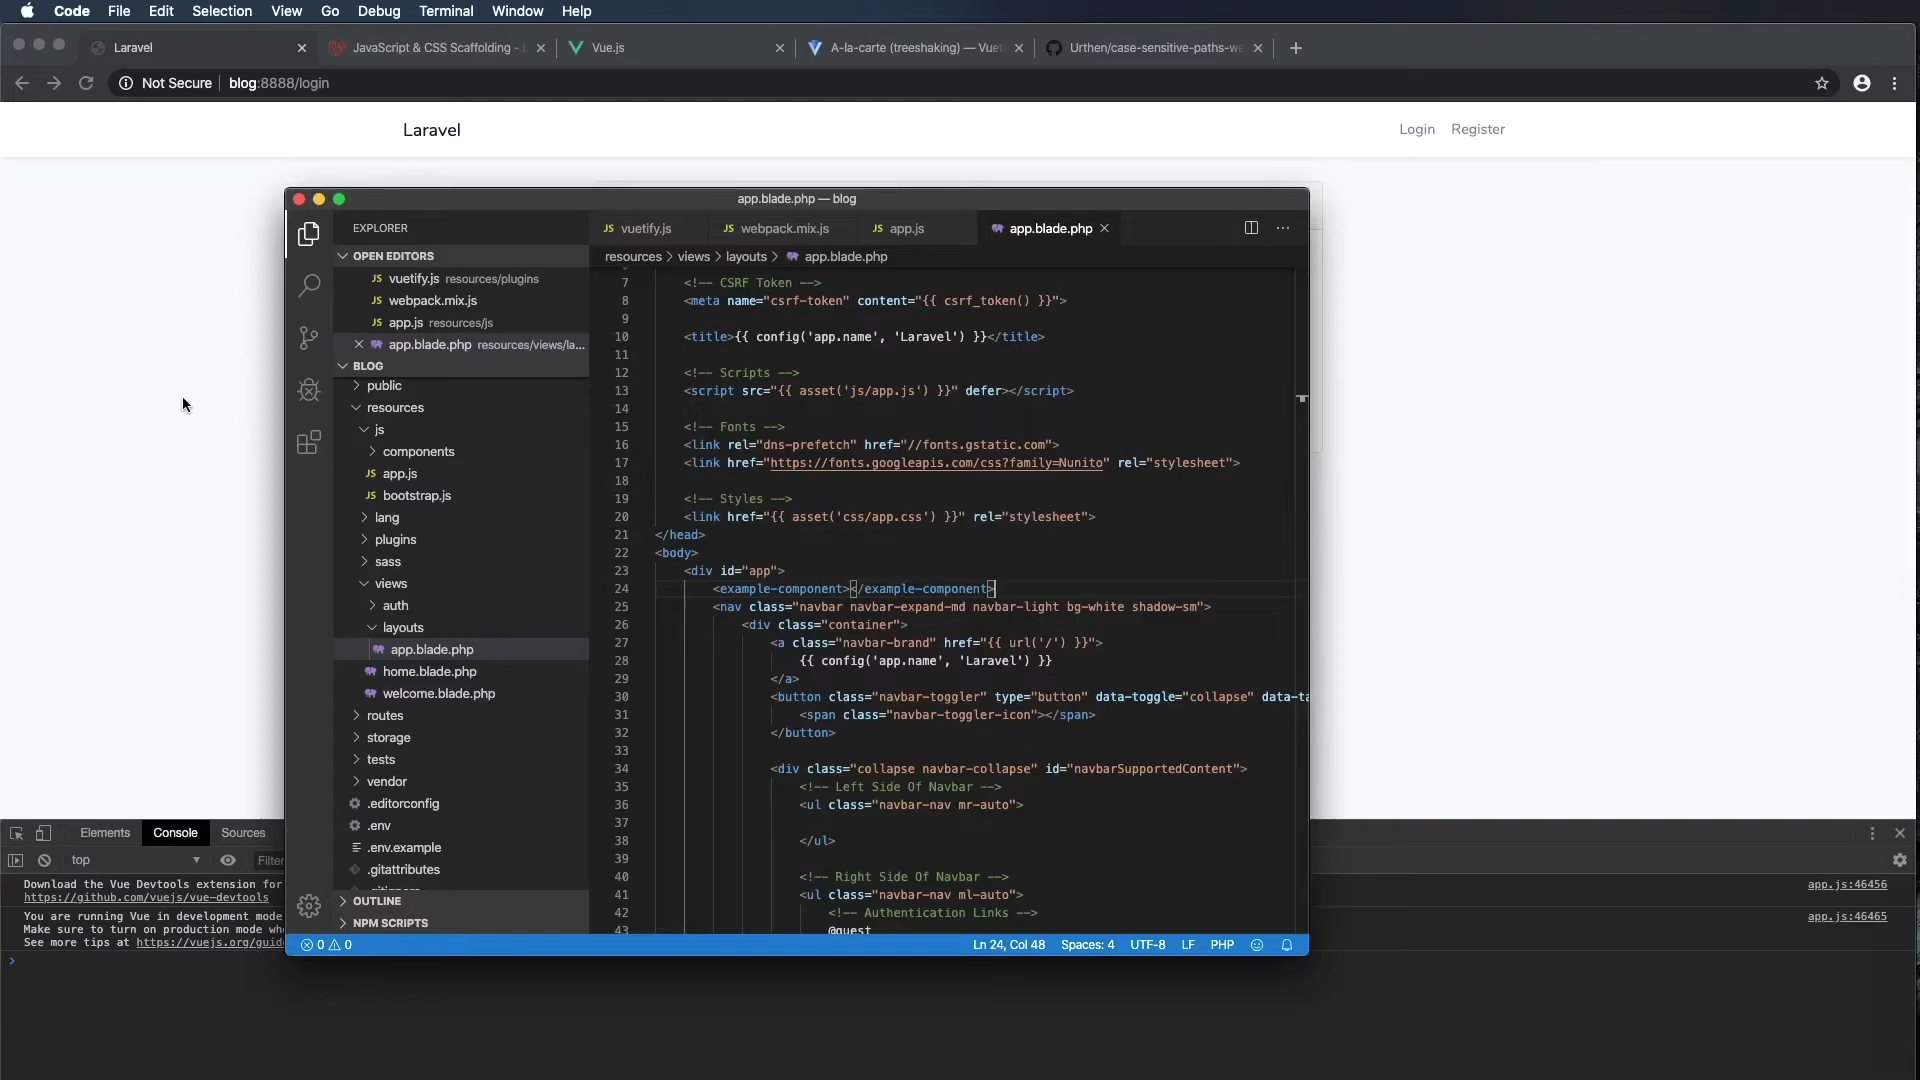 Code File Edit Selection View Go Debug Terminal Window Help
Laravel
JavaScript & CSS Scaffolding -
Vue.js
A-la-carte (treeshaking) — Vuet
Urthen/case-sensitive-paths-we
Not Secure
blog:8888/login
Laravel
Login Register
app.blade.php — blog
EXPLORER
OPEN EDITORS
JS vuetify.js resources/plugins
JS webpack.mix.js
JS app.js resources/js
app.blade.php resources/views/la...
BLOG
public
resources
js
components
JS app.js
JS bootstrap.js
lang
plugins
sass
views
auth
layouts
app.blade.php
home.blade.php
welcome.blade.php
routes
storage
tests
vendor
.editorconfig
.env
.env.example
.gitattributes
OUTLINE
NPM SCRIPTS
JS vuetify.js
JS webpack.mix.js
JS app.js
app.blade.php
resources > views > layouts > app.blade.php
7 <!-- CSRF Token -->
8 <meta name="csrf-token" content="{{ csrf_token() }}">
9
10 <title>{{ config('app.name', 'Laravel') }}</title>
11
12 <!-- Scripts -->
13 <script src="{{ asset('js/app.js') }}" defer></script>
14
15 <!-- Fonts -->
16 <link rel="dns-prefetch" href="//fonts.gstatic.com">
17 <link href="https://fonts.googleapis.com/css?family=Nunito" rel="stylesheet">
18
19 <!-- Styles -->
20 <link href="{{ asset('css/app.css') }}" rel="stylesheet">
21 </head>
22 <body>
23 <div id="app">
24 <example-component></example-component>
25 <nav class="navbar navbar-expand-md navbar-light bg-white shadow-sm">
26 <div class="container">
27 <a class="navbar-brand" href="{{ url('/') }}">
28 {{ config('app.name', 'Laravel') }}
29 </a>
30 <button class="navbar-toggler" type="button" data-toggle="collapse" data-ta
31 <span class="navbar-toggler-icon"></span>
32 </button>
33
34 <div class="collapse navbar-collapse" id="navbarSupportedContent">
35 <!-- Left Side Of Navbar -->
36 <ul class="navbar-nav mr-auto">
37
38 </ul>
39
40 <!-- Right Side Of Navbar -->
41 <ul class="navbar-nav ml-auto">
42 <!-- Authentication Links -->
43 @guest
0 0
Ln 24, Col 48 Spaces: 4 UTF-8 LF PHP
Elements Console Sources
top
Filter
Download the Vue Devtools extension for
https://github.com/vuejs/vue-devtools
app.js:46456
You are running Vue in development mode
Make sure to turn on production mode whe
See more tips at https://vuejs.org/guid
app.js:46465